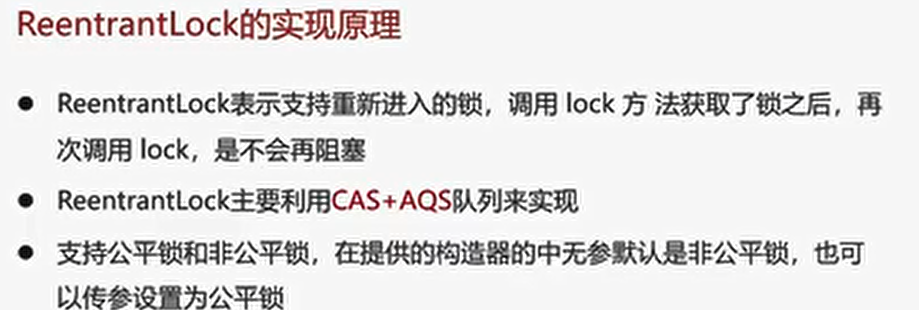 ReentrantLock的实现原理
● ReentrantLock表示支持重新进入的锁，调用 lock 方 法获取了锁之后，再
次调用 lock，是不会再阻塞
● ReentrantLock主要利用CAS+AQS队列来实现
● 支持公平锁和非公平锁，在提供的构造器的中无参默认是非公平锁，也可
以传参设置为公平锁